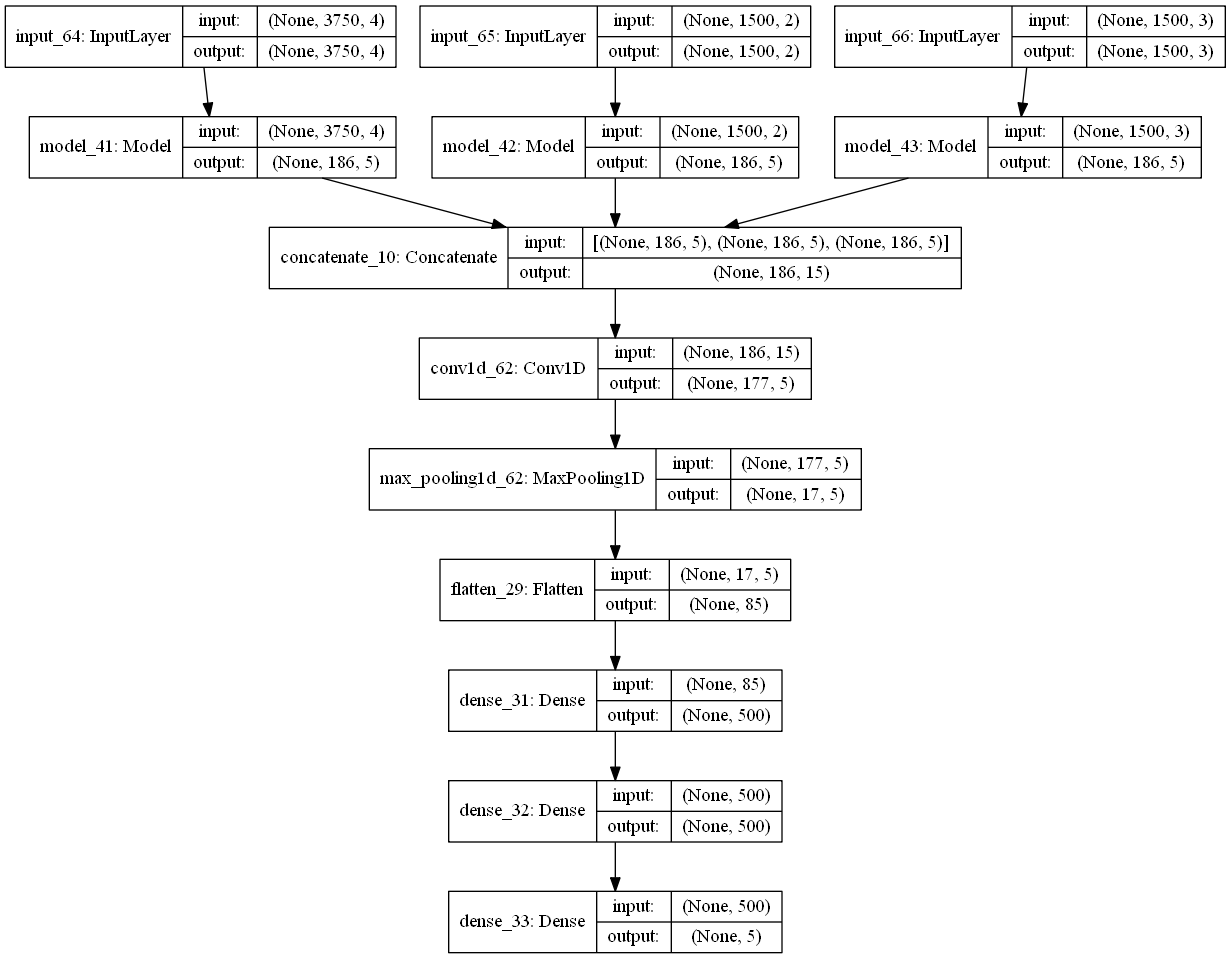 input_64: InputLayer
input: (None, 3750, 4)
output: (None, 3750, 4)
input_65: InputLayer
input: (None, 1500, 2)
output: (None, 1500, 2)
input_66: InputLayer
input: (None, 1500, 3)
output: (None, 1500, 3)
model_41: Model
input: (None, 3750, 4)
output: (None, 186, 5)
model_42: Model
input: (None, 1500, 2)
output: (None, 186, 5)
model_43: Model
input: (None, 1500, 3)
output: (None, 186, 5)
concatenate_10: Concatenate
input: [(None, 186, 5), (None, 186, 5), (None, 186, 5)]
output: (None, 186, 15)
conv1d_62: Conv1D
input: (None, 186, 15)
output: (None, 177, 5)
max_pooling1d_62: MaxPooling1D
input: (None, 177, 5)
output: (None, 17, 5)
flatten_29: Flatten
input: (None, 17, 5)
output: (None, 85)
dense_31: Dense
input: (None, 85)
output: (None, 500)
dense_32: Dense
input: (None, 500)
output: (None, 500)
dense_33: Dense
input: (None, 500)
output: (None, 5)